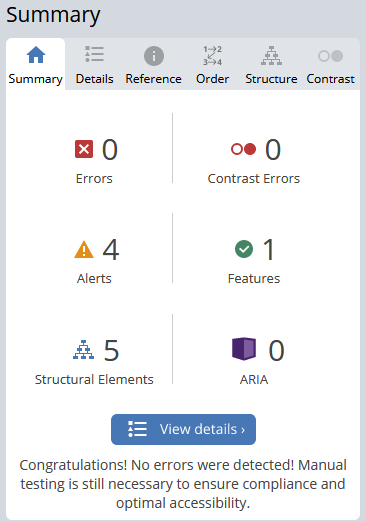 Summary
Summary Details Reference Order Structure Contrast
0 0
Errors Contrast Errors
4 1
Alerts Features
5 0
Structural Elements ARIA
View details ›
Congratulations! No errors were detected! Manual
testing is still necessary to ensure compliance and
optimal accessibility.